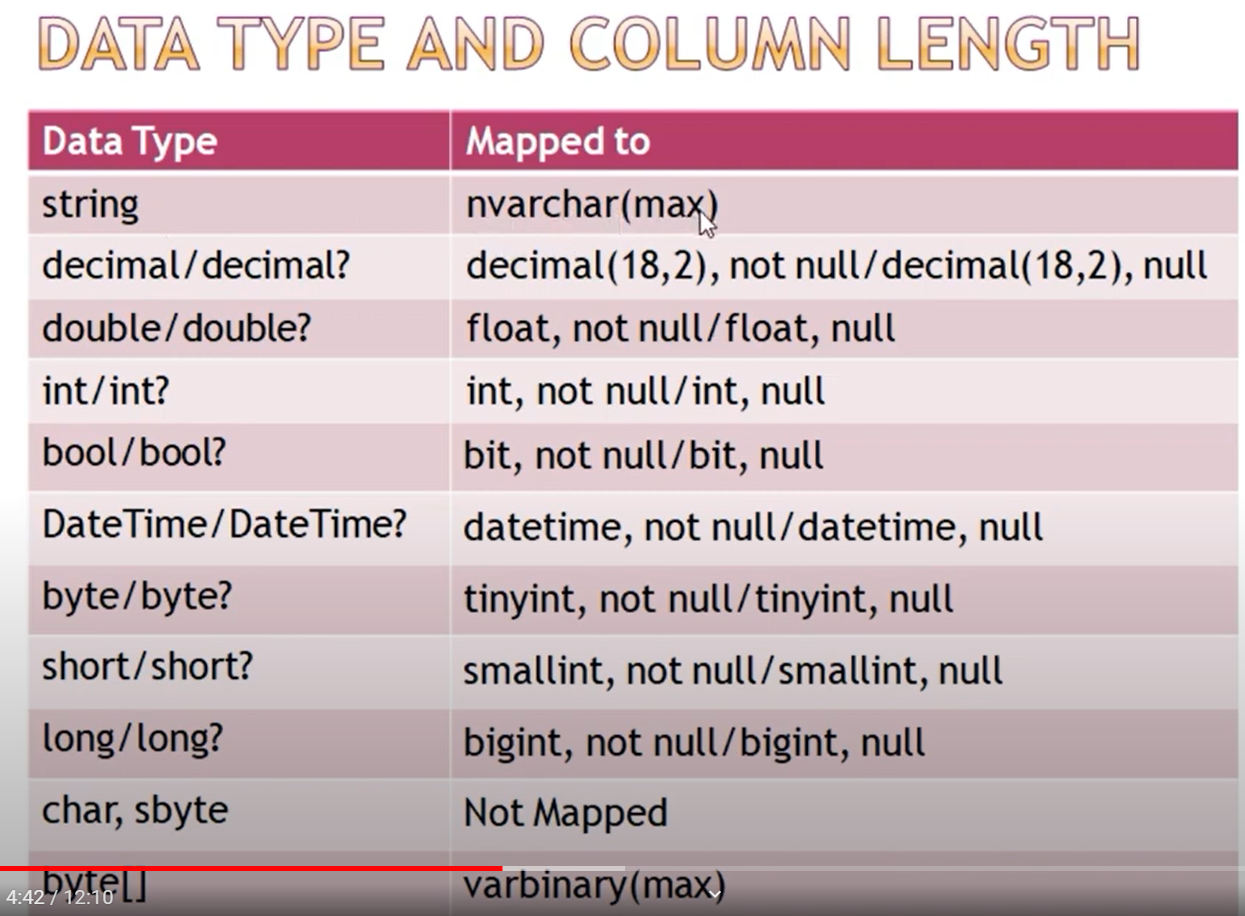 DATA TYPE AND COLUMN LENGTH
Data Type Mapped to
string nvarchar(max)
decimal/decimal? decimal(18,2), not null/decimal(18,2), null
double/double? float, not null/float, null
int/int? int, not null/int, null
bool/bool? bit, not null/bit, null
DateTime/DateTime? datetime, not null/datetime, null
byte/byte? tinyint, not null/tinyint, null
short/short? smallint, not null/smallint, null
long/long? bigint, not null/bigint, null
char, sbyte Not Mapped
byte[] varbinary(max)
4:42 / 12:10